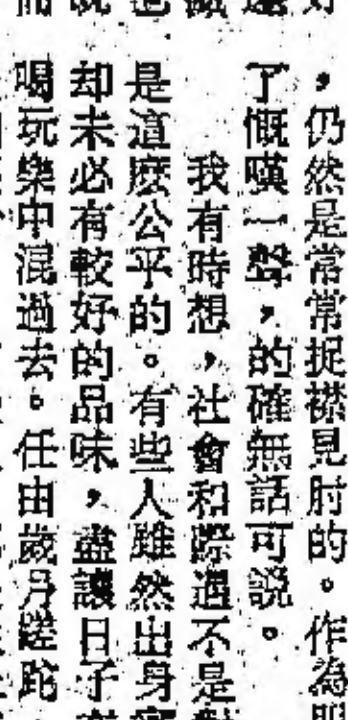 ，仍然是常常捉襟見肘的。作為
了慨嘆一聲，的確無話可説。
我有時想，社會和際遇不是
是這麽公平的。有些人雖然出身
却未必有較好的品味，盡讓日子
喝玩樂中混過去。任由歲月蹉跎